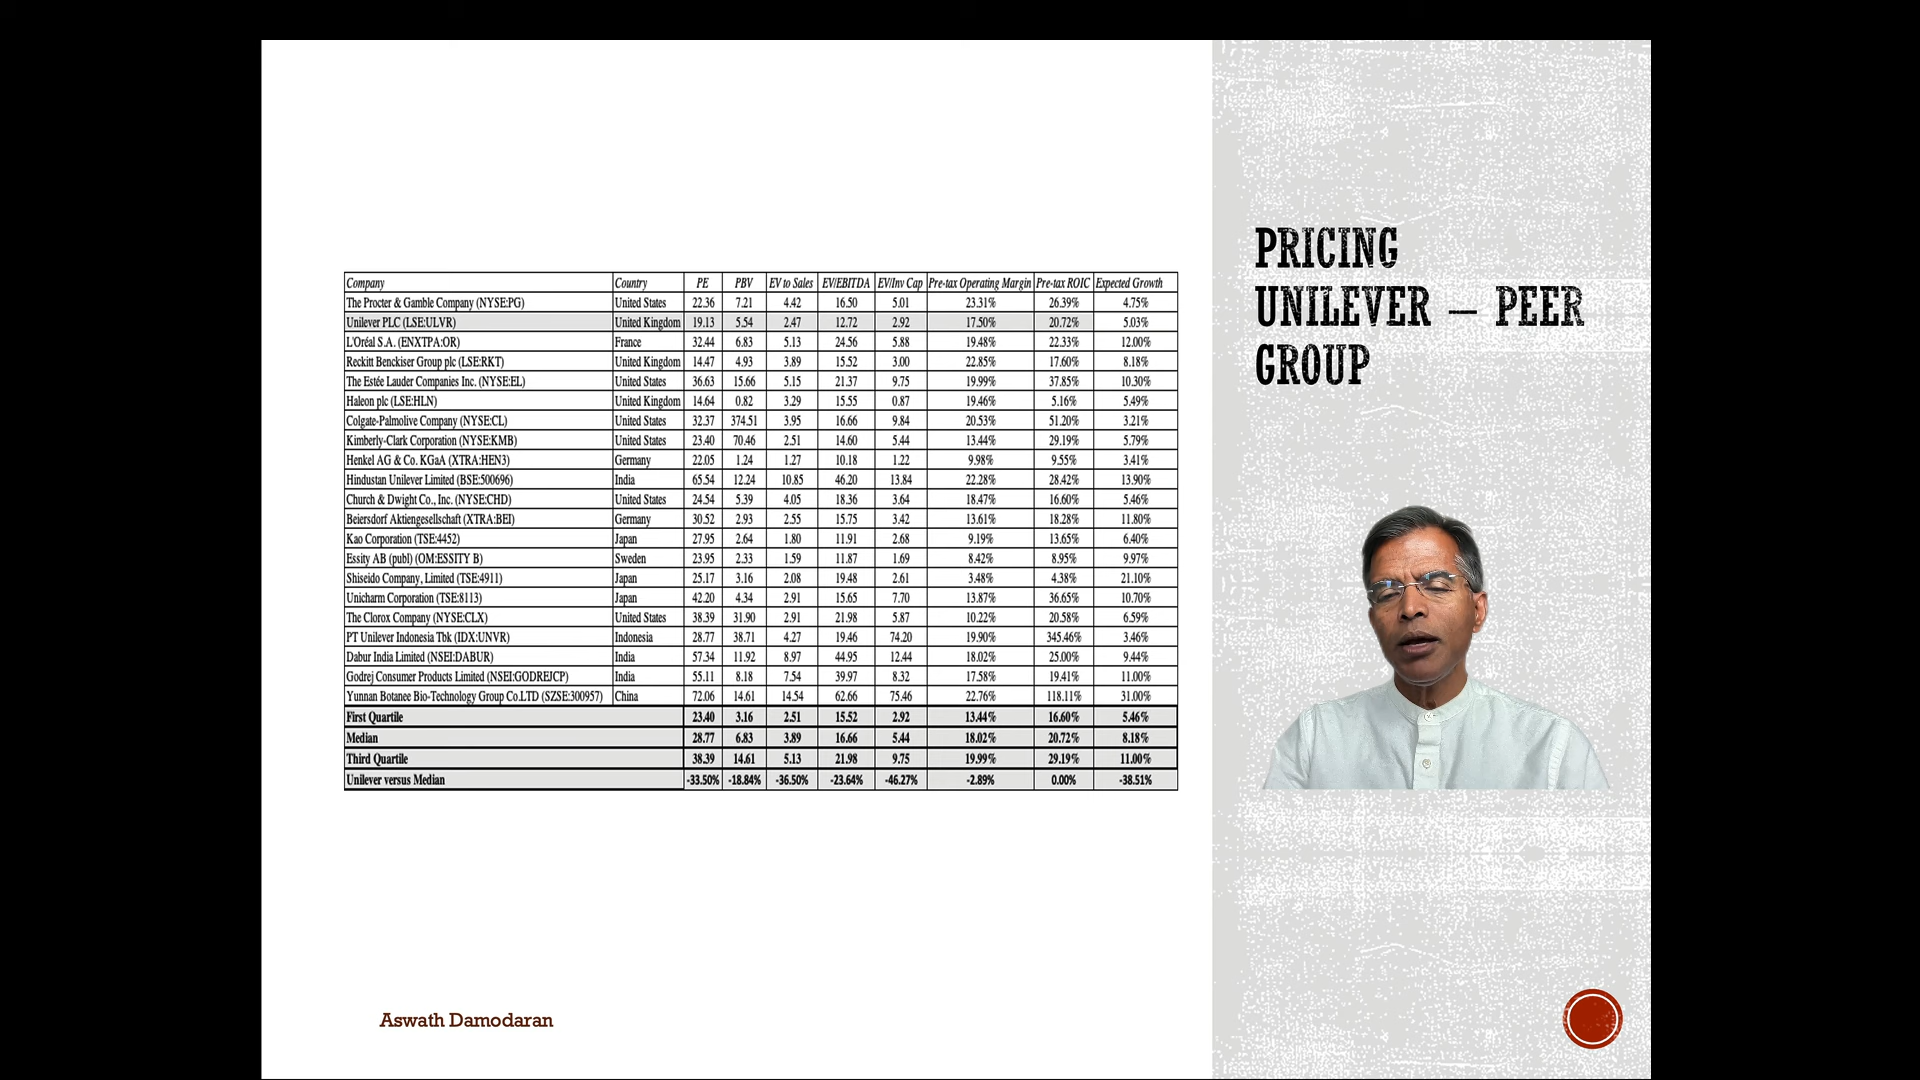 Company Country PE PBV EV to Sales EV/EBITDA EV/Inv Cap Pre-tax Operating Margin Pre-tax ROIC Expected Growth
The Procter & Gamble Company (NYSE:PG) United States 22.36 7.21 4.42 16.50 5.01 23.31% 26.39% 4.75%
Unilever PLC (LSE:ULVR) United Kingdom 19.13 5.54 2.47 12.72 2.92 17.50% 20.72% 5.03%
L'Oréal S.A. (ENXTPA:OR) France 32.44 6.83 5.13 24.56 5.88 19.48% 22.33% 12.00%
Reckitt Benckiser Group plc (LSE:RKT) United Kingdom 14.47 4.93 3.89 15.52 3.00 22.85% 17.60% 8.18%
The Estée Lauder Companies Inc. (NYSE:EL) United States 36.63 15.66 5.15 21.37 9.75 19.99% 37.85% 10.30%
Haleon plc (LSE:HLN) United Kingdom 14.64 0.82 3.29 15.55 0.87 19.46% 5.16% 5.49%
Colgate-Palmolive Company (NYSE:CL) United States 32.37 374.51 3.95 16.66 9.84 20.53% 51.20% 3.21%
Kimberly-Clark Corporation (NYSE:KMB) United States 23.40 70.46 2.51 14.60 5.44 13.44% 29.19% 5.79%
Henkel AG & Co. KGaA (XTRA:HEN3) Germany 22.05 1.24 1.27 10.18 1.22 9.98% 9.55% 3.41%
Hindustan Unilever Limited (BSE:500696) India 65.54 12.24 10.85 46.20 13.84 22.28% 28.42% 13.90%
Church & Dwight Co., Inc. (NYSE:CHD) United States 24.54 5.39 4.05 18.36 3.64 18.47% 16.60% 5.46%
Beiersdorf Aktiengesellschaft (XTRA:BEI) Germany 30.52 2.93 2.55 15.75 3.42 13.61% 18.28% 11.80%
Kao Corporation (TSE:4452) Japan 27.95 2.64 1.80 11.91 2.68 9.19% 13.65% 6.40%
Essity AB (publ) (OM:ESSITY B) Sweden 23.95 2.33 1.59 11.87 1.69 8.42% 8.95% 9.97%
Shiseido Company, Limited (TSE:4911) Japan 25.17 3.16 2.08 19.48 2.61 3.48% 4.38% 21.10%
Unicharm Corporation (TSE:8113) Japan 42.20 4.34 2.91 15.65 7.70 13.87% 36.65% 10.70%
The Clorox Company (NYSE:CLX) United States 38.39 31.90 2.91 21.98 5.87 10.22% 20.58% 6.59%
PT Unilever Indonesia Tbk (IDX:UNVR) Indonesia 28.77 38.71 4.27 19.46 74.20 19.90% 345.46% 3.46%
Dabur India Limited (NSEI:DABUR) India 57.34 11.92 8.97 44.95 12.44 18.02% 25.00% 9.44%
Godrej Consumer Products Limited (NSEI:GODREJCP) India 55.11 8.18 7.54 39.97 8.32 17.58% 19.41% 11.00%
Yunnan Botanee Bio-Technology Group Co.LTD (SZSE:300957) China 72.06 14.61 14.54 62.66 75.46 22.76% 118.11% 31.00%
First Quartile 23.40 3.16 2.51 15.52 2.92 13.44% 16.60% 5.46%
Median 28.77 6.83 3.89 16.66 5.44 18.02% 20.72% 8.18%
Third Quartile 38.39 14.61 5.13 21.98 9.75 19.99% 29.19% 11.00%
Unilever versus Median -33.50% -18.84% -36.50% -23.64% -46.27% -2.89% 0.00% -38.51%
PRICING
UNILEVER – PEER
GROUP
Aswath Damodaran